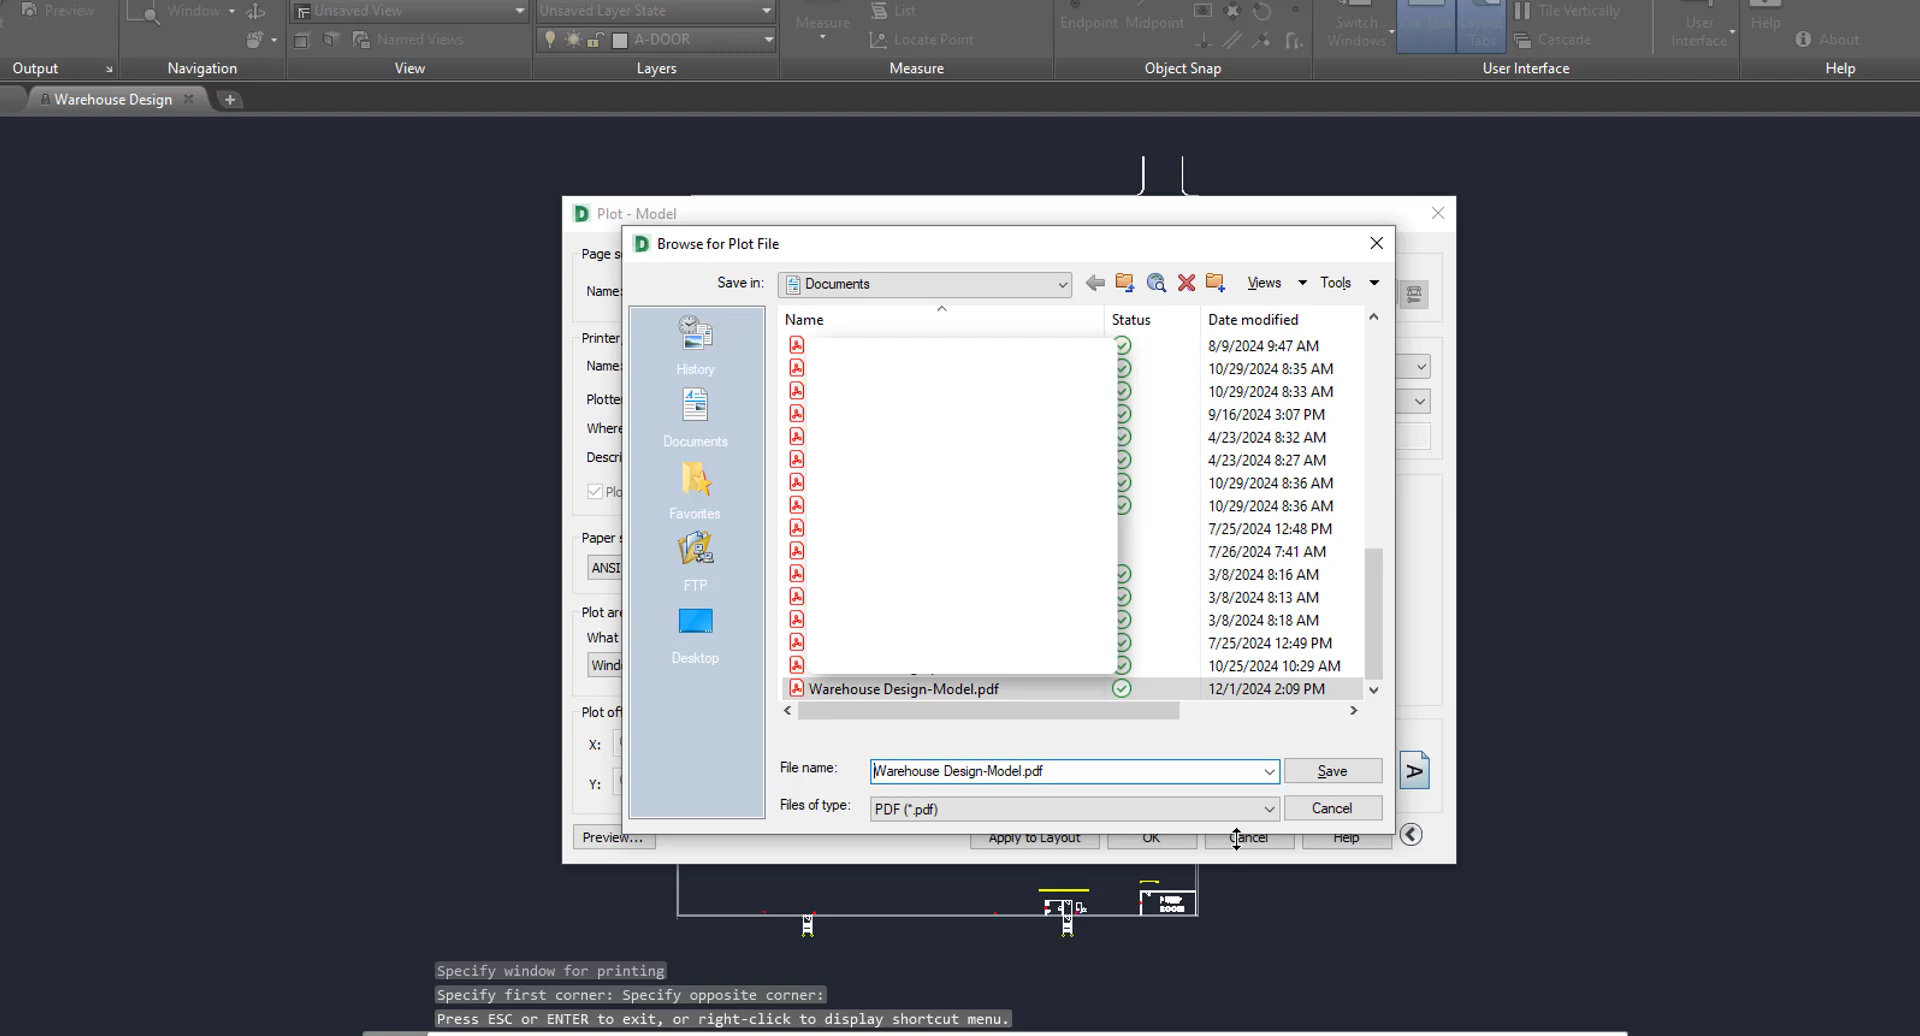 Preview
Window
Unsaved View
Unsaved Layer State
Measure
List
Endpoint Midpoint
Switch
Windows
Tabs
Tile Vertically
User
Interface
Help
Named Views
A-DOOR
Locate Point
Cascade
About
Output
Navigation
View
Layers
Measure
Object Snap
User Interface
Help
Warehouse Design
Plot - Model
Browse for Plot File
Page s
Save in:
Documents
Views
Tools
Name:
Name
Status
Date modified
Printer
Name:
Plotte
Where
Descri
Plo
Paper s
ANSI
Plot are
What
Wind
Plot off
X:
Y:
History
Documents
Favorites
FTP
Desktop
8/9/2024 9:47 AM
10/29/2024 8:35 AM
10/29/2024 8:33 AM
9/16/2024 3:07 PM
4/23/2024 8:32 AM
4/23/2024 8:27 AM
10/29/2024 8:36 AM
10/29/2024 8:36 AM
7/25/2024 12:48 PM
7/26/2024 7:41 AM
3/8/2024 8:16 AM
3/8/2024 8:13 AM
3/8/2024 8:18 AM
7/25/2024 12:49 PM
10/25/2024 10:29 AM
Warehouse Design-Model.pdf 12/1/2024 2:09 PM
File name:
Warehouse Design-Model.pdf
Save
Files of type:
PDF (*.pdf)
Cancel
Preview...
Apply to Layout
OK
Cancel
Help
ROOM
Specify window for printing
Specify first corner: Specify opposite corner:
Press ESC or ENTER to exit, or right-click to display shortcut menu.